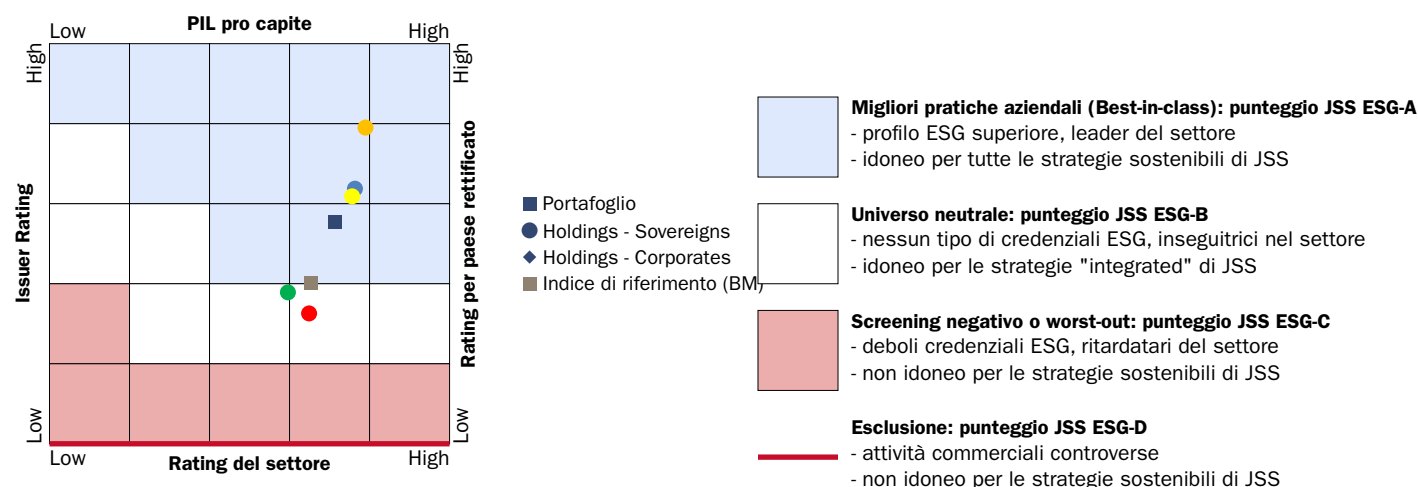 PIL pro capite
Low
High
High
High
Issuer Rating
Rating per paese rettificato
Low
Low
Low
High
Rating del settore
Portafoglio
Holdings - Sovereigns
Holdings - Corporates
Indice di riferimento (BM)
Migliori pratiche aziendali (Best-in-class): punteggio JSS ESG-A
- profilo ESG superiore, leader del settore
- idoneo per tutte le strategie sostenibili di JSS
Universo neutrale: punteggio JSS ESG-B
- nessun tipo di credenziali ESG, inseguitrici nel settore
- idoneo per le strategie "integrated" di JSS
Screening negativo o worst-out: punteggio JSS ESG-C
- deboli credenziali ESG, ritardatari del settore
- non idoneo per le strategie sostenibili di JSS
Esclusione: punteggio JSS ESG-D
- attività commerciali controverse
- non idoneo per le strategie sostenibili di JSS